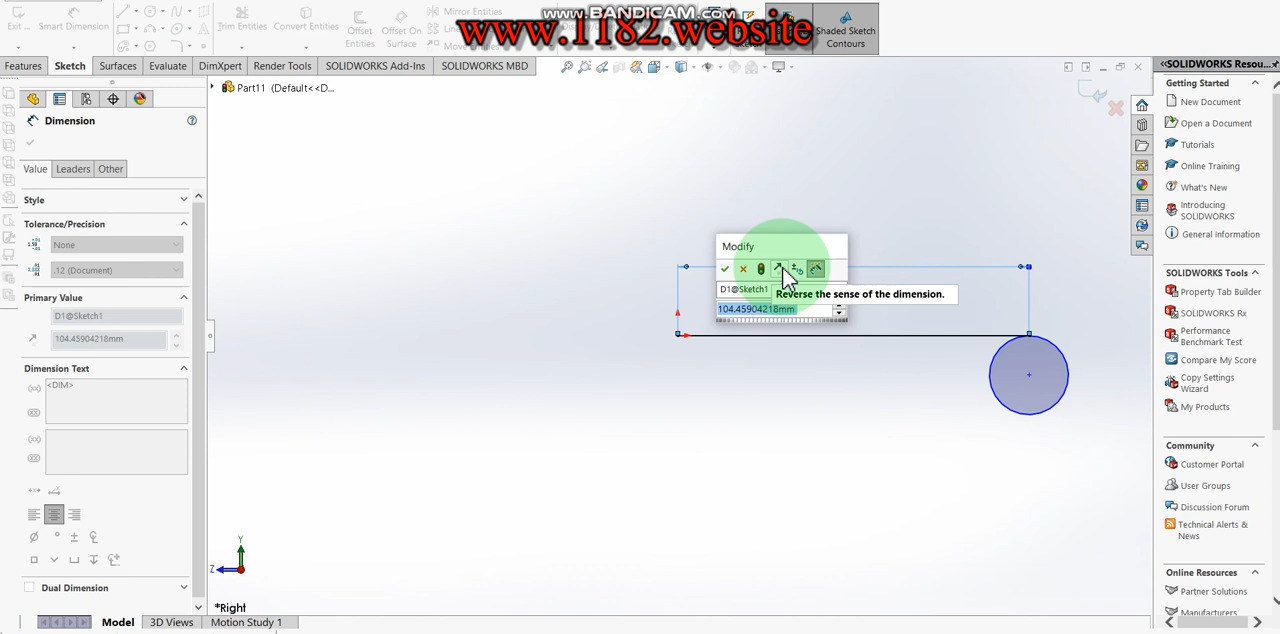 www.BANDICAM.com
www.1182.website
Exit ...
Smart Dimension
Trim Entities
Convert Entities
Offset
Entities
Offset On
Surface
Mirror Entities
Shaded Sketch
Contours
Features
Sketch
Surfaces
Evaluate
DimXpert
Render Tools
SOLIDWORKS Add-Ins
SOLIDWORKS MBD
Part11 (Default<<D...
Dimension
Value
Leaders
Other
Style
Tolerance/Precision
None
.12 (Document)
Primary Value
D1@Sketch1
104.45904218mm
Dimension Text
<DIM>
Dual Dimension
Modify
D1@Sketch1
Reverse the sense of the dimension.
104.45904218mm
Y
Z
*Right
Model
3D Views
Motion Study 1
SOLIDWORKS Resou...
Getting Started
New Document
Open a Document
Tutorials
Online Training
What's New
Introducing
SOLIDWORKS
General Information
SOLIDWORKS Tools
Property Tab Builder
SOLIDWORKS Rx
Performance
Benchmark Test
Compare My Score
Copy Settings
Wizard
My Products
Community
Customer Portal
User Groups
Discussion Forum
Technical Alerts &
News
Online Resources
Partner Solutions
Manufacturers